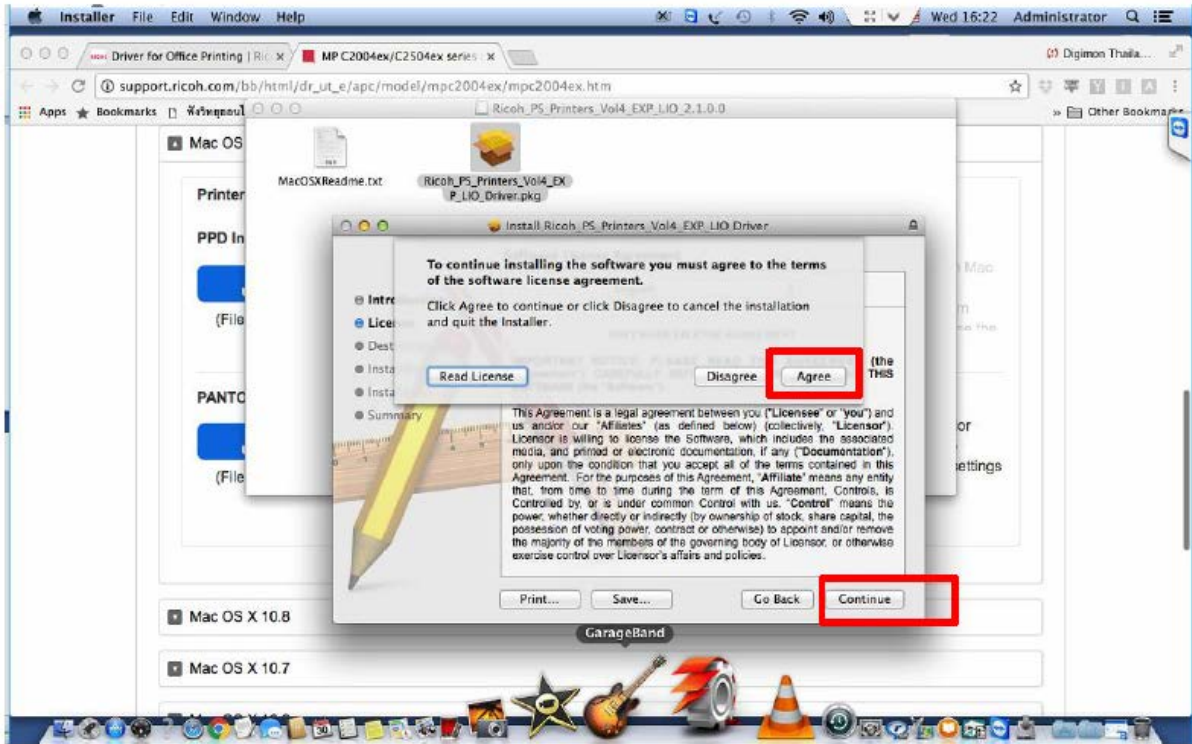 Installer File Edit Window Help
Wed 16:22 Administrator
Driver for Office Printing | Ric
MP C2004ex/C2504ex series
Digimon Thaila...
support.ricoh.com/bb/html/dr_ut_e/apc/model/mpc2004ex/mpc2004ex.htm
Apps Bookmarks
Other Bookmarks
Ricoh_PS_Printers_Vol4_EXP_LIO_2.1.0.0
Mac OS
MacOSXReadme.txt
Ricoh_PS_Printers_Vol4_EX
P_LIO_Driver.pkg
Printer
PPD In
(File
PANTO
(File
Mac
or
ettings
Install Ricoh_PS_Printers_Vol4_EXP_LIO Driver
To continue installing the software you must agree to the terms
of the software license agreement.
Click Agree to continue or click Disagree to cancel the installation
and quit the Installer.
Read License Disagree Agree
Intro
Licen
Dest
Insta
Insta
Summary
(the
THIS
This Agreement is a legal agreement between you ("Licensee" or "you") and
us and/or our "Affiliates" (as defined below) (collectively, "Licensor").
Licensor is willing to license the Software, which includes the associated
media, and printed or electronic documentation, if any ("Documentation"),
only upon the condition that you accept all of the terms contained in this
Agreement. For the purposes of this Agreement, "Affiliate" means any entity
that, from time to time during the term of this Agreement, Controls, is
Controlled by, or is under common Control with us. "Control" means the
power, whether directly or indirectly (by ownership of stock, share capital, the
possession of voting power, contract or otherwise) to appoint and/or remove
the majority of the members of the governing body of Licensor, or otherwise
exercise control over Licensor's affairs and policies.
Print... Save... Go Back Continue
Mac OS X 10.8
GarageBand
Mac OS X 10.7